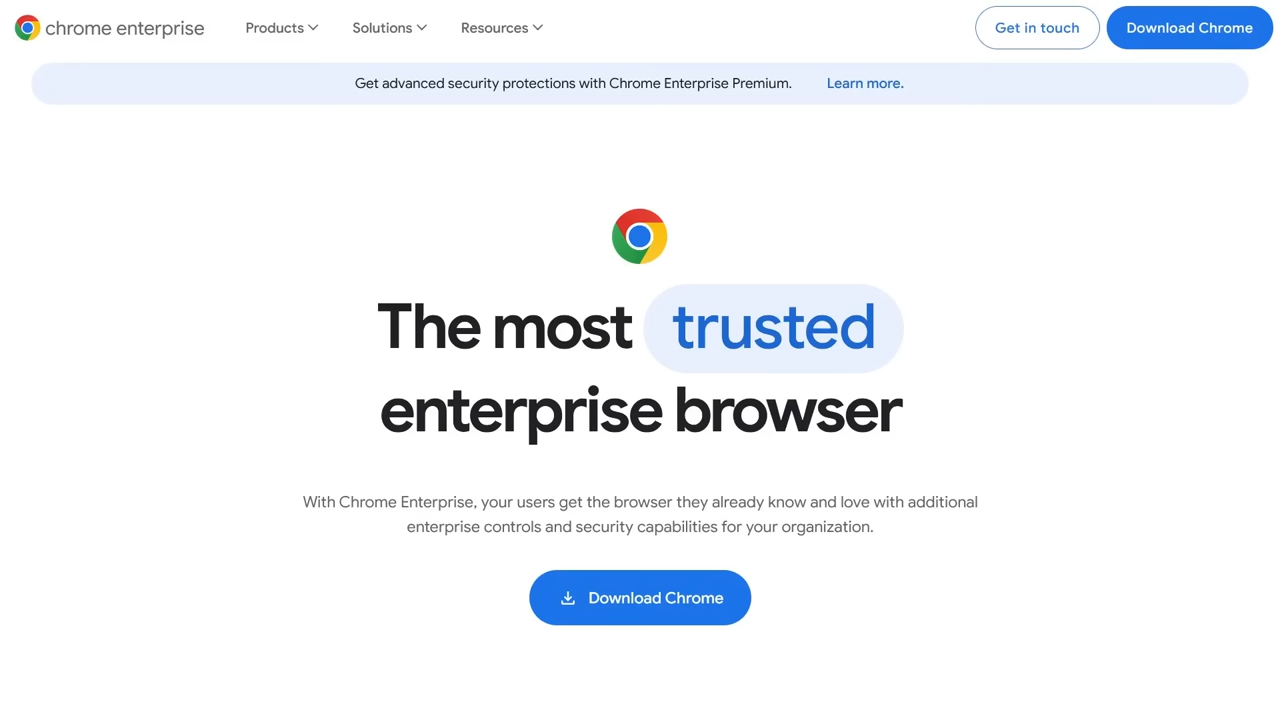 chrome enterprise
Products
Solutions
Resources
Get in touch
Download Chrome
Get advanced security protections with Chrome Enterprise Premium. Learn more.
The most trusted
enterprise browser
With Chrome Enterprise, your users get the browser they already know and love with additional
enterprise controls and security capabilities for your organization.
Download Chrome